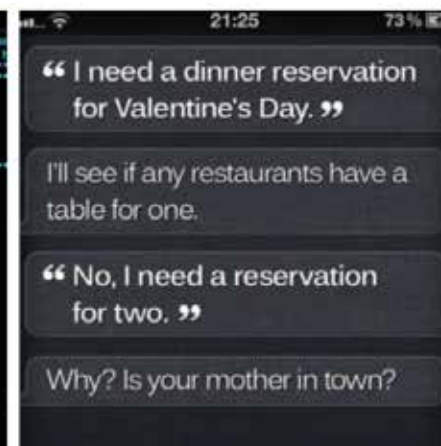 21:25 73%
“ I need a dinner reservation
for Valentine's Day. ”
I'll see if any restaurants have a
table for one.
“ No, I need a reservation
for two. ”
Why? Is your mother in town?